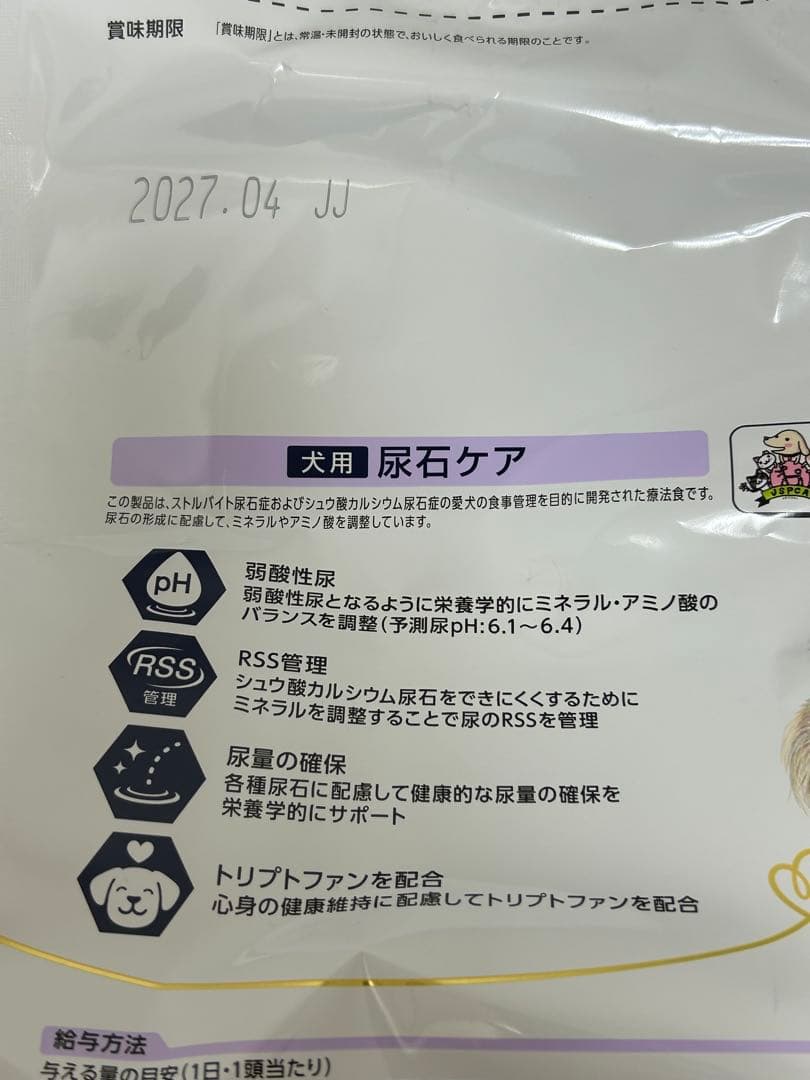 賞味期限 「賞味期限」とは、常温・未開封の状態で、おいしく食べられる期限のことです。
2027.04 JJ
犬用 尿石ケア
JSPCA
この製品は、ストルバイト尿石症およびシュウ酸カルシウム尿石症の愛犬の食事管理を目的に開発された療法食です。
尿石の形成に配慮して、ミネラルやアミノ酸を調整しています。
pH
弱酸性尿
弱酸性尿となるように栄養学的にミネラル・アミノ酸の
バランスを調整(予測尿pH:6.1〜6.4)
RSS
管理
RSS管理
シュウ酸カルシウム尿石をできにくくするために
ミネラルを調整することで尿のRSSを管理
尿量の確保
各種尿石に配慮して健康的な尿量の確保を
栄養学的にサポート
トリプトファンを配合
心身の健康維持に配慮してトリプトファンを配合
給与方法
与える量の目安(1日・1頭当たり)